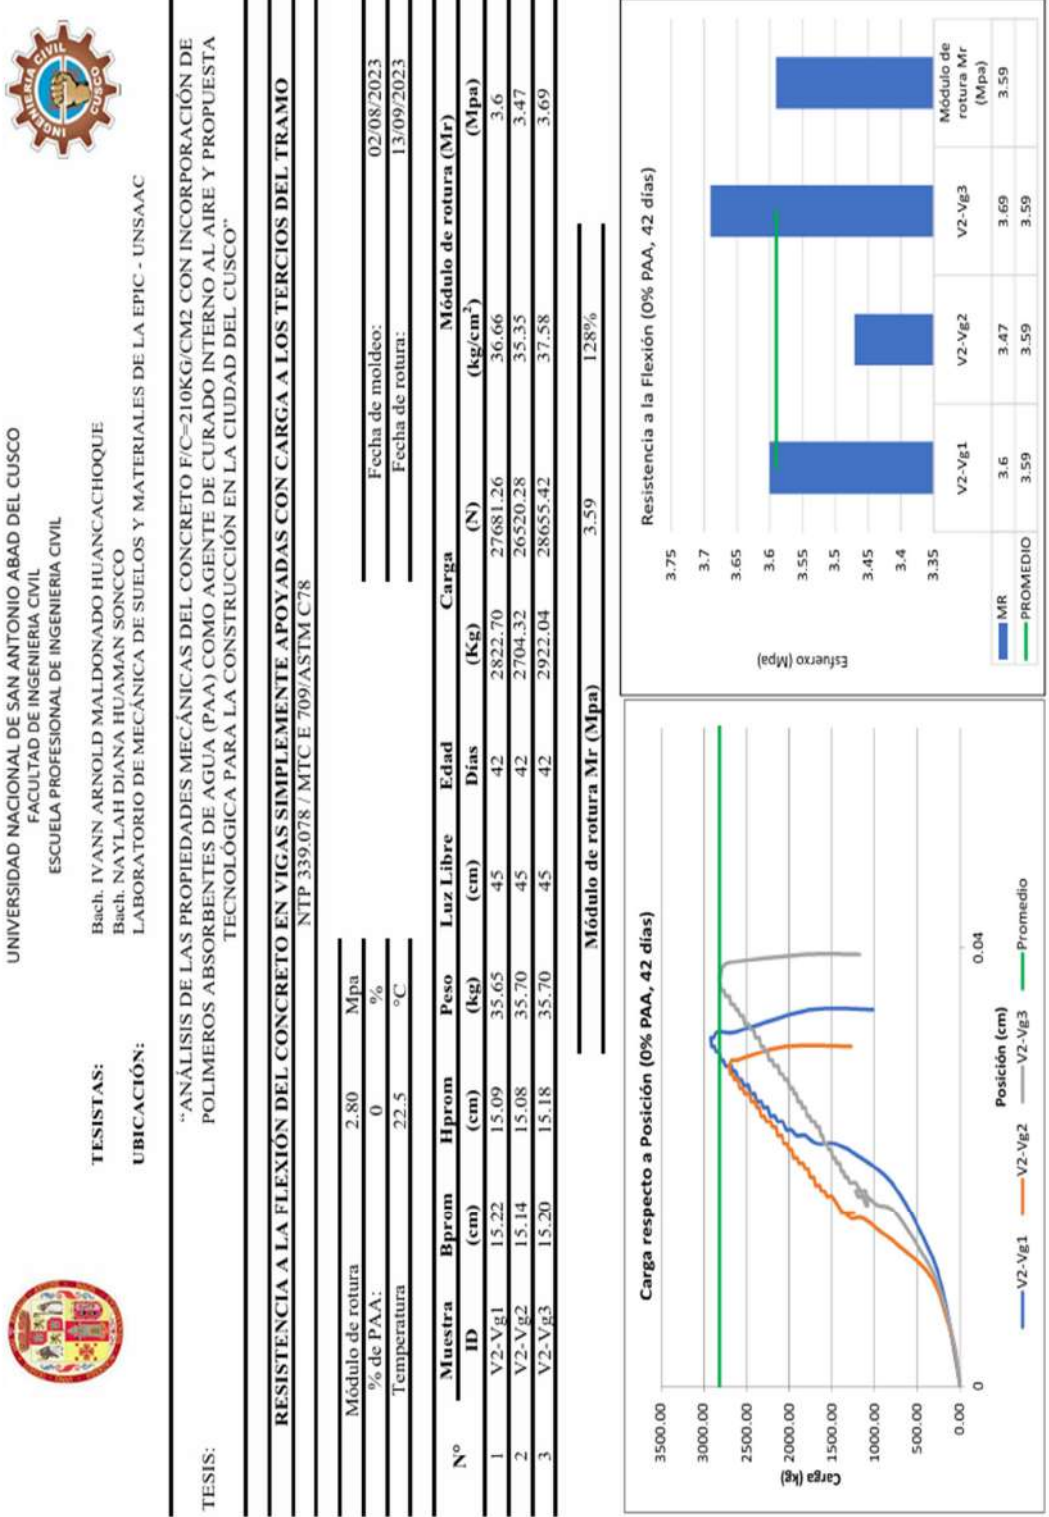 UNIVERSIDAD NACIONAL DE SAN ANTONIO ABAD DEL CUSCO
FACULTAD DE INGENIERIA CIVIL
ESCUELA PROFESIONAL DE INGENIERIA CIVIL
INGENIERIA CIVIL
CUSCO
TESISTAS: Bach. IVANN ARNOLD MALDONADO HUANCACHOQUE
Bach. NAYLAH DIANA HUAMAN SONCCO
UBICACIÓN: LABORATORIO DE MECÁNICA DE SUELOS Y MATERIALES DE LA EPIC - UNSAAC
TESIS: “ANÁLISIS DE LAS PROPIEDADES MECÁNICAS DEL CONCRETO F/C=210KG/CM2 CON INCORPORACIÓN DE
POLIMEROS ABSORBENTES DE AGUA (PAA) COMO AGENTE DE CURADO INTERNO AL AIRE Y PROPUESTA
TECNOLÓGICA PARA LA CONSTRUCCIÓN EN LA CIUDAD DEL CUSCO”
RESISTENCIA A LA FLEXIÓN DEL CONCRETO EN VIGAS SIMPLEMENTE APOYADAS CON CARGA A LOS TERCIOS DEL TRAMO
NTP 339.078 / MTC E 709/ASTM C78
Módulo de rotura 2.80 Mpa
% de PAA: 0 % Fecha de moldeo: 02/08/2023
Temperatura 22.5 °C Fecha de rotura: 13/09/2023
N° Muestra Bprom Hprom Peso Luz Libre Edad Carga Módulo de rotura (Mr)
ID (cm) (cm) (kg) (cm) Días (Kg) (N) (kg/cm²) (Mpa)
1 V2-Vg1 15.22 15.09 35.65 45 42 2822.70 27681.26 36.66 3.6
2 V2-Vg2 15.14 15.08 35.70 45 42 2704.32 26520.28 35.35 3.47
3 V2-Vg3 15.20 15.18 35.70 45 42 2922.04 28655.42 37.58 3.69
Módulo de rotura Mr (Mpa) 3.59 128%
Carga respecto a Posición (0% PAA, 42 días)
Carga (kg)
3500.00
3000.00
2500.00
2000.00
1500.00
1000.00
500.00
0.00
0 0.04
Posición (cm)
V2-Vg1 V2-Vg2 V2-Vg3 Promedio
Resistencia a la Flexión (0% PAA, 42 días)
Esfuerxo (Mpa)
3.75
3.7
3.65
3.6
3.55
3.5
3.45
3.4
3.35
V2-Vg1 V2-Vg2 V2-Vg3 Módulo de
rotura Mr
(Mpa)
MR 3.6 3.47 3.69 3.59
PROMEDIO 3.59 3.59 3.59